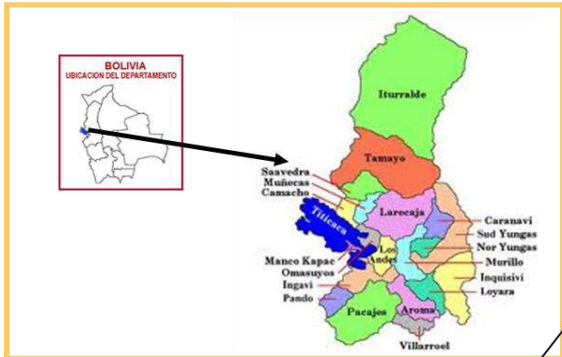 BOLIVIA
UBICACION DEL DEPARTAMENTO
Iturralde
Tamayo
Saavedra
Muñecas
Camacho
Larecaja
Titicaca
Caranavi
Sud Yungas
Nor Yungas
Manco Kapac
Los
Andes
Murillo
Omasuyos
Ingavi
Inquisivi
Pando
Loyaza
Pacajes
Aroma
Villarroel